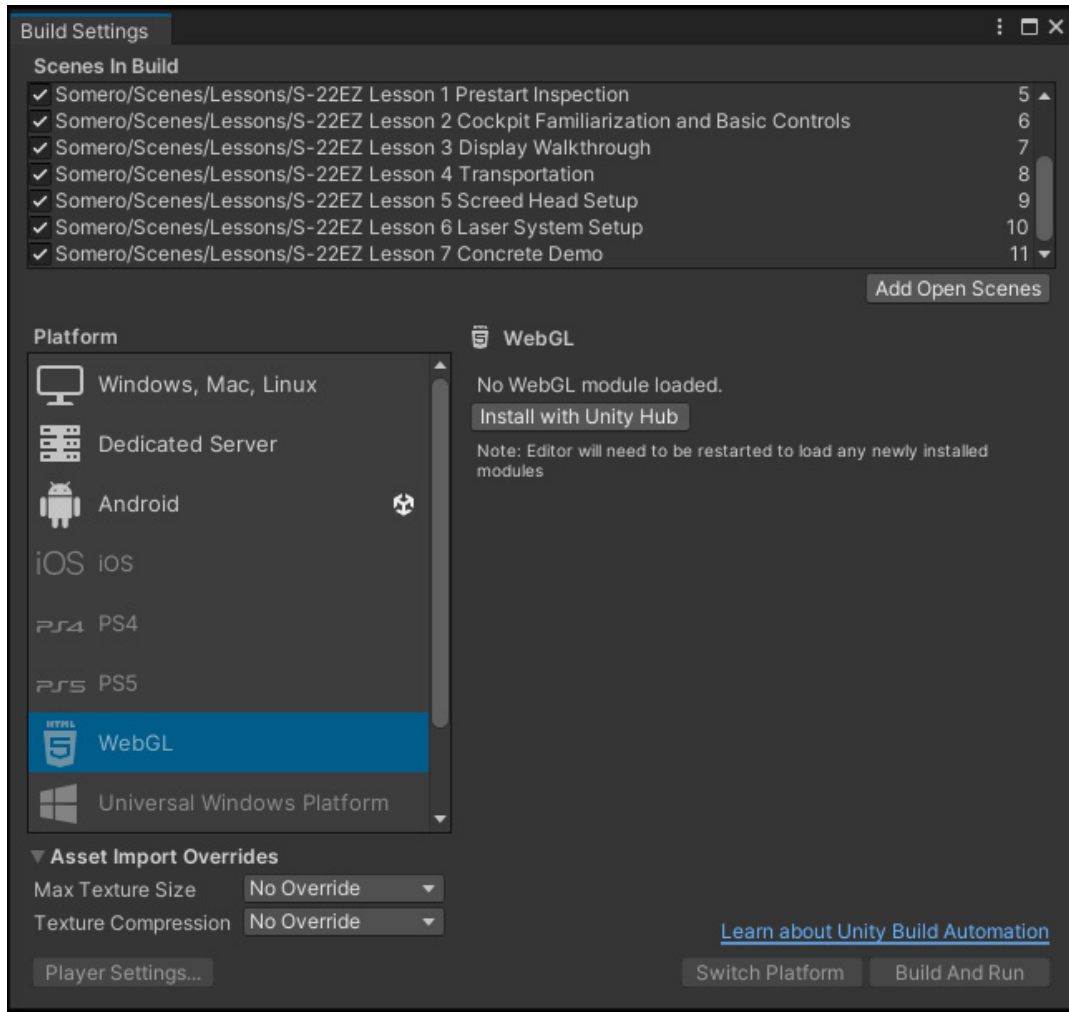 Build Settings
Scenes In Build
Somero/Scenes/Lessons/S-22EZ Lesson 1 Prestart Inspection 5
Somero/Scenes/Lessons/S-22EZ Lesson 2 Cockpit Familiarization and Basic Controls 6
Somero/Scenes/Lessons/S-22EZ Lesson 3 Display Walkthrough 7
Somero/Scenes/Lessons/S-22EZ Lesson 4 Transportation 8
Somero/Scenes/Lessons/S-22EZ Lesson 5 Screed Head Setup 9
Somero/Scenes/Lessons/S-22EZ Lesson 6 Laser System Setup 10
Somero/Scenes/Lessons/S-22EZ Lesson 7 Concrete Demo 11
Add Open Scenes
Platform
Windows, Mac, Linux
Dedicated Server
Android
iOS iOS
PS4 PS4
PS5 PS5
HTML 5 WebGL
Universal Windows Platform
HTML 5 WebGL
No WebGL module loaded.
Install with Unity Hub
Note: Editor will need to be restarted to load any newly installed
modules
Asset Import Overrides
Max Texture Size No Override
Texture Compression No Override
Learn about Unity Build Automation
Player Settings... Switch Platform Build And Run